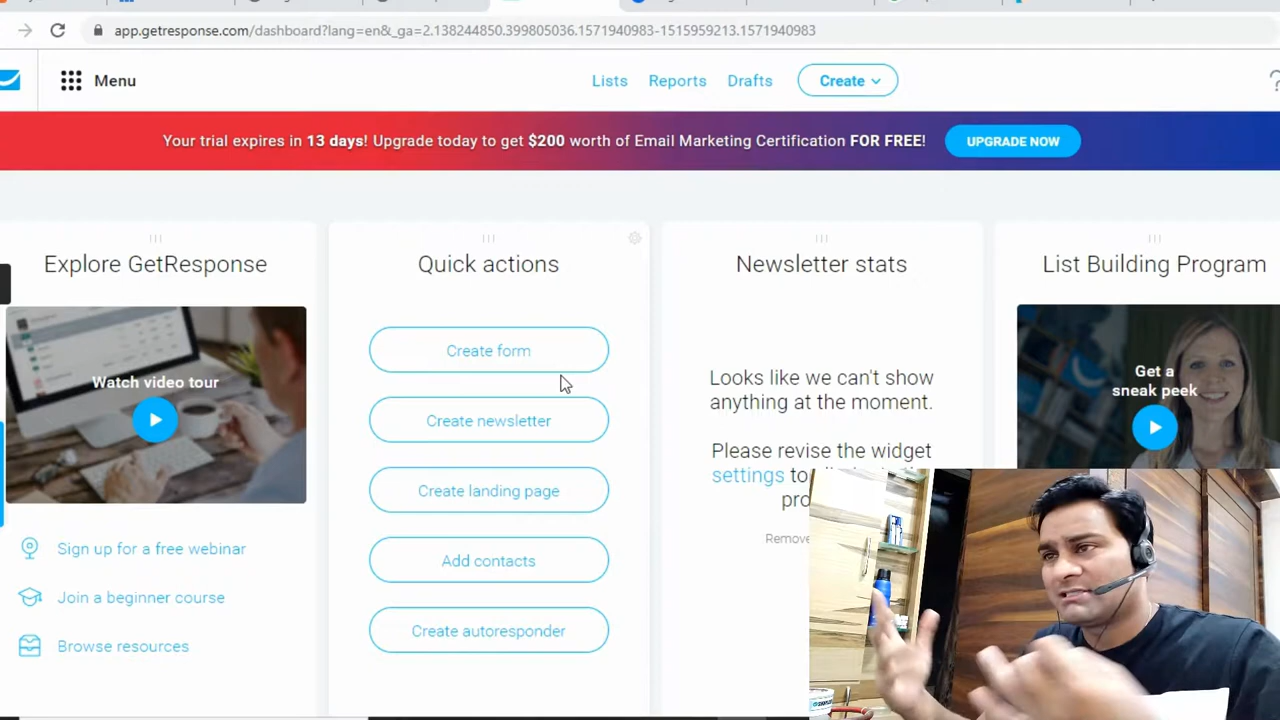 app.getresponse.com/dashboard?lang=en&_ga=2.138244850.399805036.1571940983-1515959213.1571940983
Menu
Lists
Reports
Drafts
Create
Your trial expires in 13 days! Upgrade today to get $200 worth of Email Marketing Certification FOR FREE!
UPGRADE NOW
Explore GetResponse
Watch video tour
Sign up for a free webinar
Join a beginner course
Browse resources
Quick actions
Create form
Create newsletter
Create landing page
Add contacts
Create autoresponder
Newsletter stats
Looks like we can't show
anything at the moment.
Please revise the widget
settings to
Remove
List Building Program
Get a
sneak peek